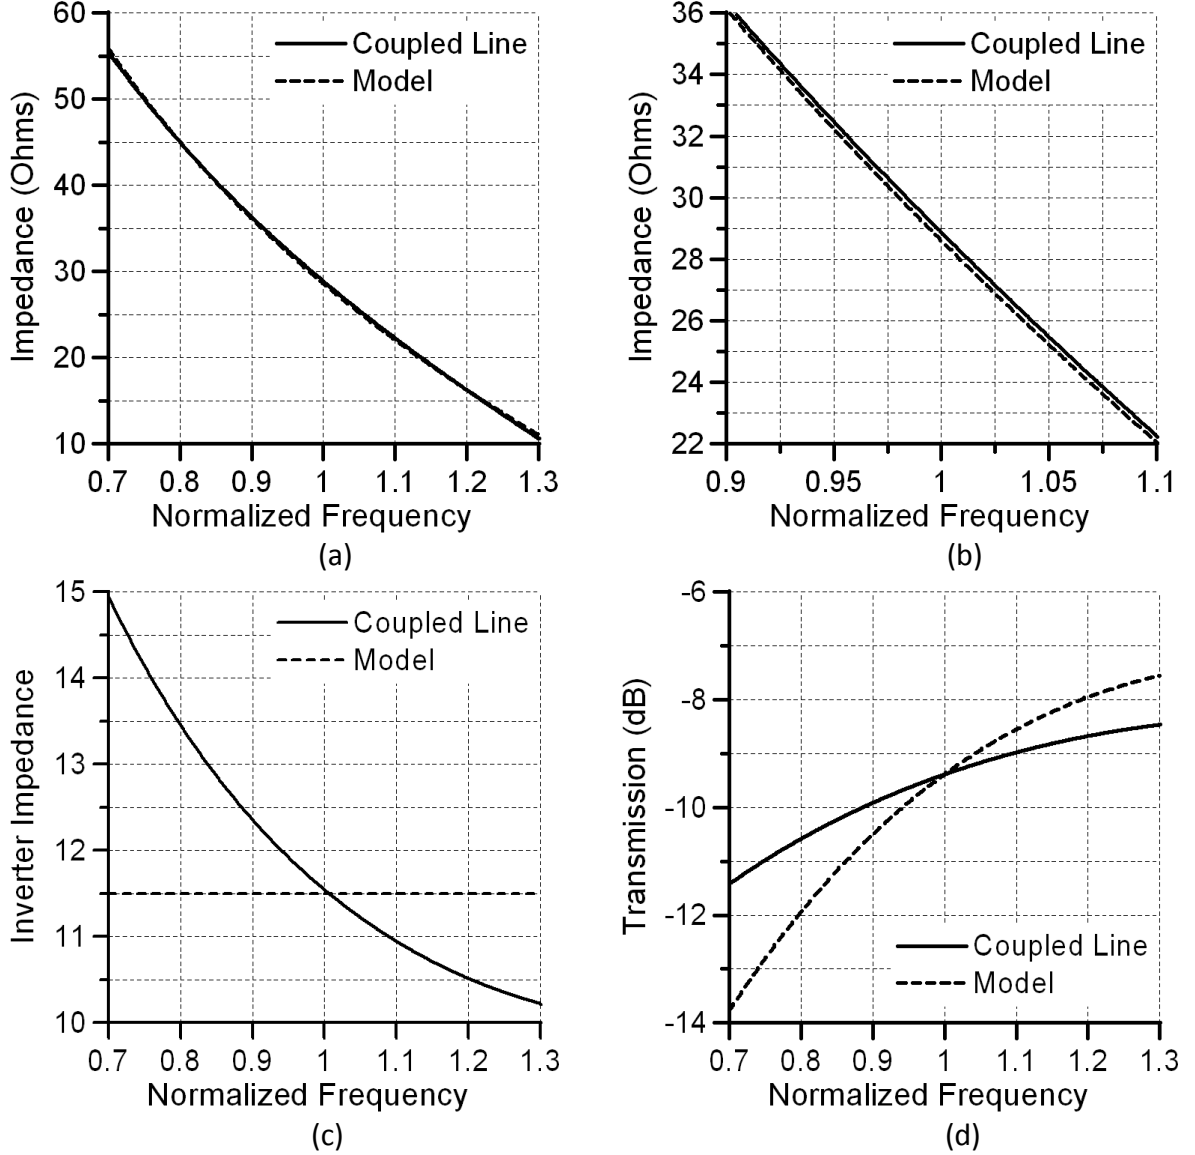 60
50
40
30
20
10
Impedance (Ohms)
Coupled Line
Model
0.7 0.8 0.9 1 1.1 1.2 1.3
Normalized Frequency
(a)
36
34
32
30
28
26
24
22
Impedance (Ohms)
Coupled Line
Model
0.9 0.95 1 1.05 1.1
Normalized Frequency
(b)
15
14
13
12
11
10
Inverter Impedance
Coupled Line
Model
0.7 0.8 0.9 1 1.1 1.2 1.3
Normalized Frequency
(c)
-6
-8
-10
-12
-14
Transmission (dB)
Coupled Line
Model
0.7 0.8 0.9 1 1.1 1.2 1.3
Normalized Frequency
(d)